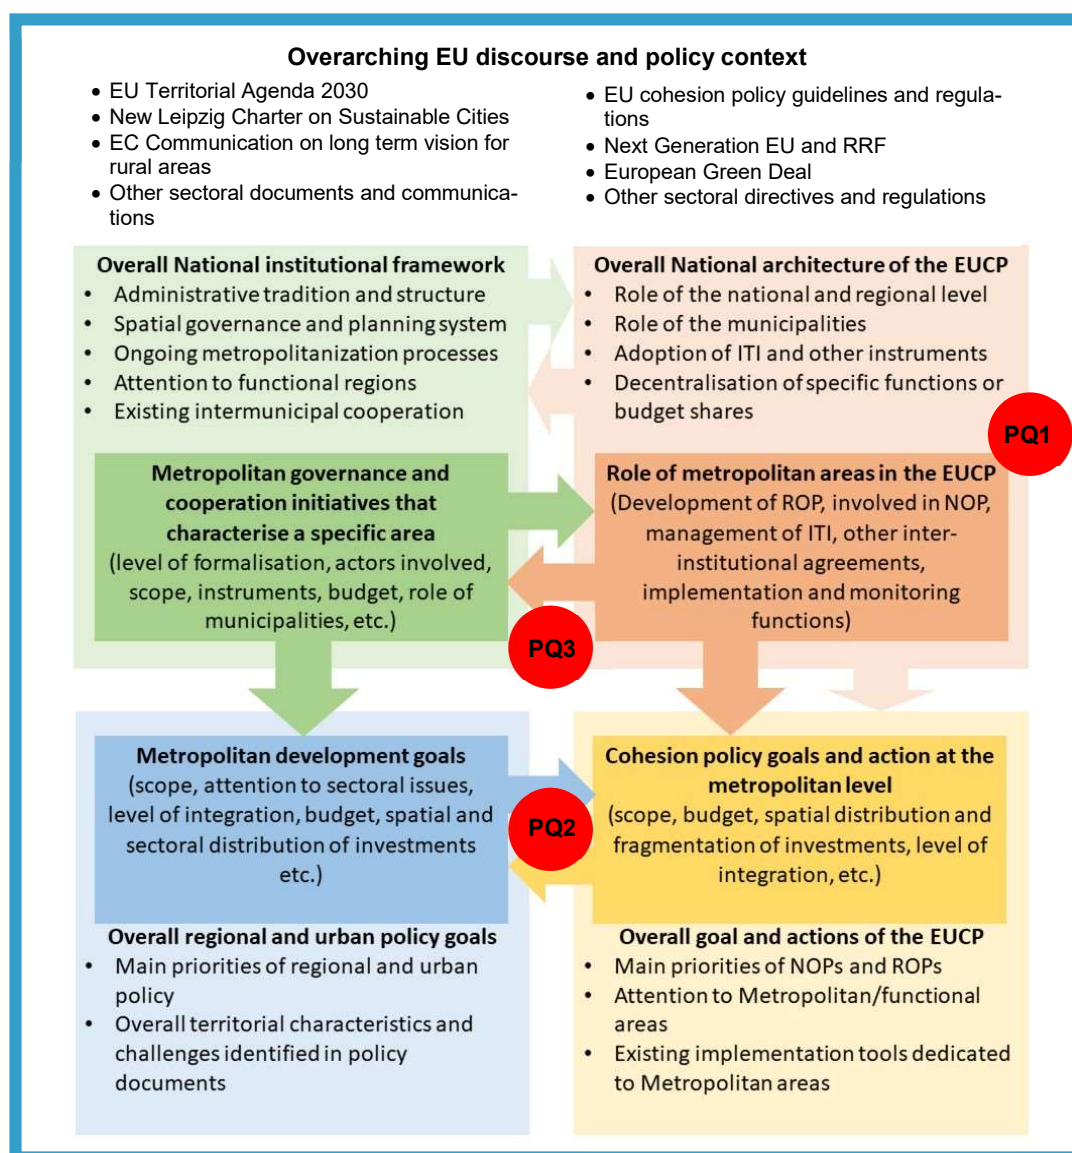 Overarching EU discourse and policy context
• EU Territorial Agenda 2030
• New Leipzig Charter on Sustainable Cities
• EC Communication on long term vision for
rural areas
• Other sectoral documents and communica-
tions
• EU cohesion policy guidelines and regula-
tions
• Next Generation EU and RRF
• European Green Deal
• Other sectoral directives and regulations
Overall National institutional framework
• Administrative tradition and structure
• Spatial governance and planning system
• Ongoing metropolitanization processes
• Attention to functional regions
• Existing intermunicipal cooperation
Overall National architecture of the EUCP
• Role of the national and regional level
• Role of the municipalities
• Adoption of ITI and other instruments
• Decentralisation of specific functions or
budget shares
PQ1
Metropolitan governance and
cooperation initiatives that
characterise a specific area
(level of formalisation, actors involved,
scope, instruments, budget, role of
municipalities, etc.)
Role of metropolitan areas in the EUCP
(Development of ROP, involved in NOP,
management of ITI, other inter-
institutional agreements,
implementation and monitoring
functions)
PQ3
Metropolitan development goals
(scope, attention to sectoral issues,
level of integration, budget, spatial and
sectoral distribution of investments
etc.)
PQ2
Cohesion policy goals and action at the
metropolitan level
(scope, budget, spatial distribution and
fragmentation of investments, level of
integration, etc.)
Overall regional and urban policy goals
• Main priorities of regional and urban
policy
• Overall territorial characteristics and
challenges identified in policy
documents
Overall goal and actions of the EUCP
• Main priorities of NOPs and ROPs
• Attention to Metropolitan/functional
areas
• Existing implementation tools dedicated
to Metropolitan areas